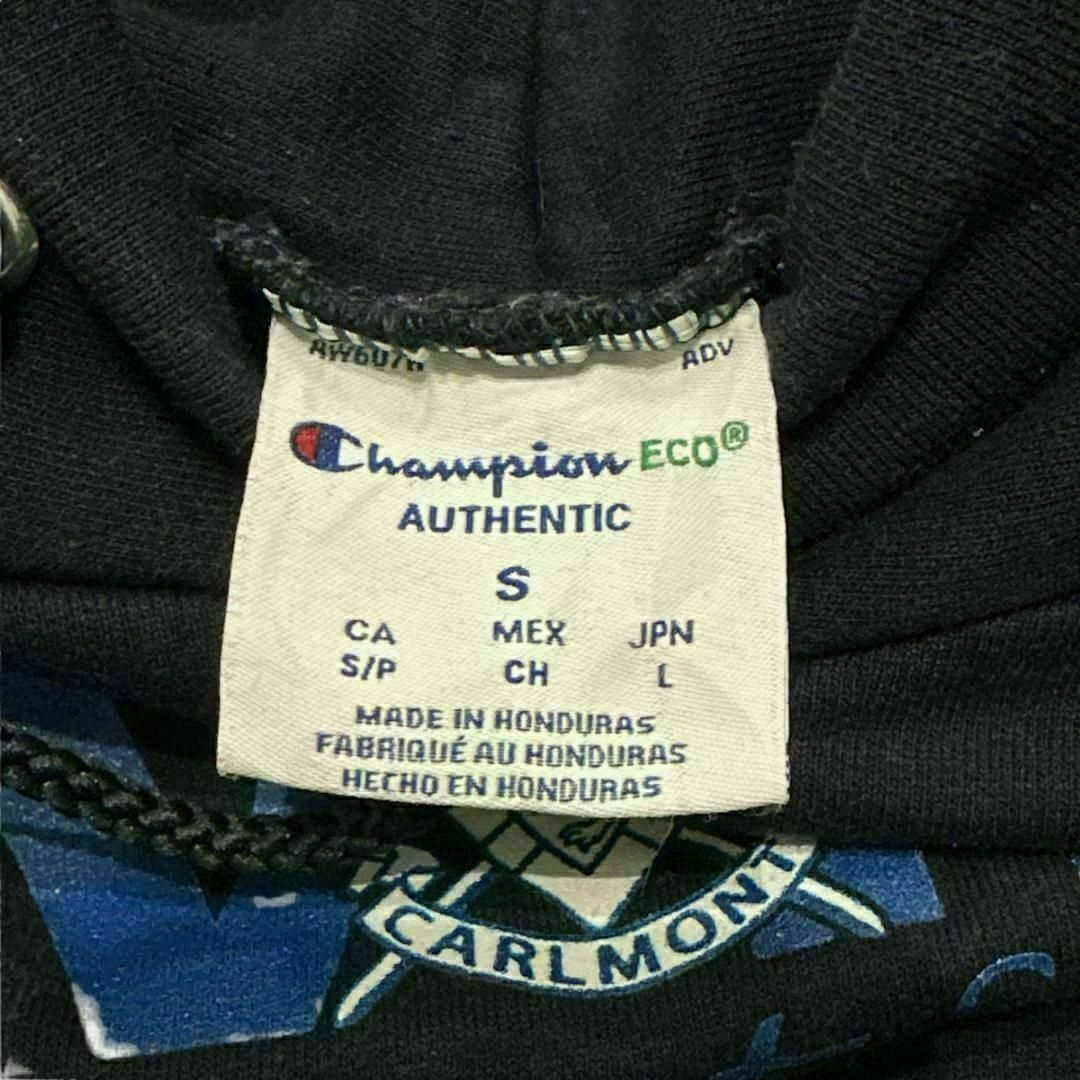 ADV
Champion ECO®
AUTHENTIC
S
CA MEX JPN
S/P CH L
MADE IN HONDURAS
FABRIQUÉ AU HONDURAS
HECHO EN HONDURAS
CARLMONT